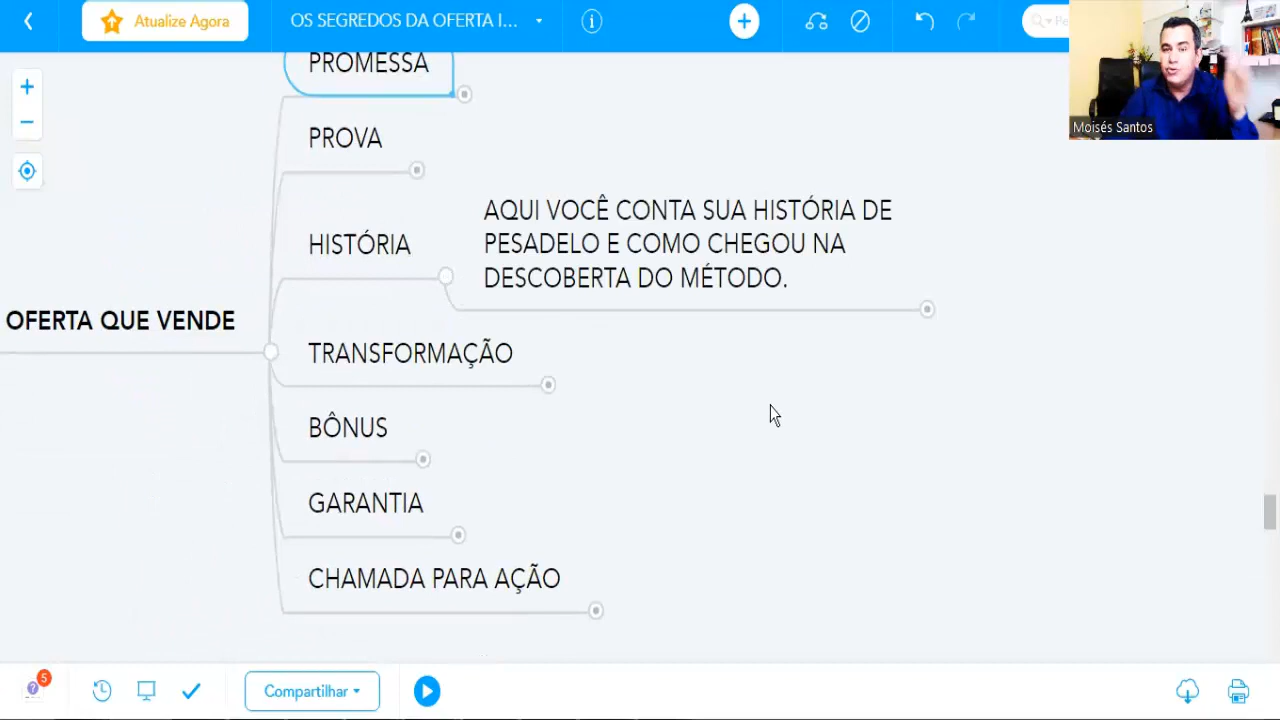 Atualize Agora
OS SEGREDOS DA OFERTA I...
Moisés Santos
PROMESSA
PROVA
HISTÓRIA
AQUI VOCÊ CONTA SUA HISTÓRIA DE
PESADELO E COMO CHEGOU NA
DESCOBERTA DO MÉTODO.
OFERTA QUE VENDE
TRANSFORMAÇÃO
BÔNUS
GARANTIA
CHAMADA PARA AÇÃO
5
Compartilhar